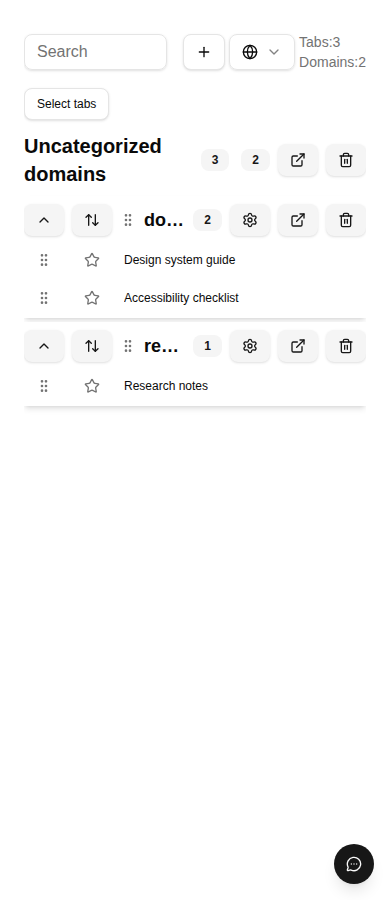 Search
Tabs:3
Domains:2
Select tabs
Uncategorized
domains
3
2
do...
2
Design system guide
Accessibility checklist
re...
1
Research notes